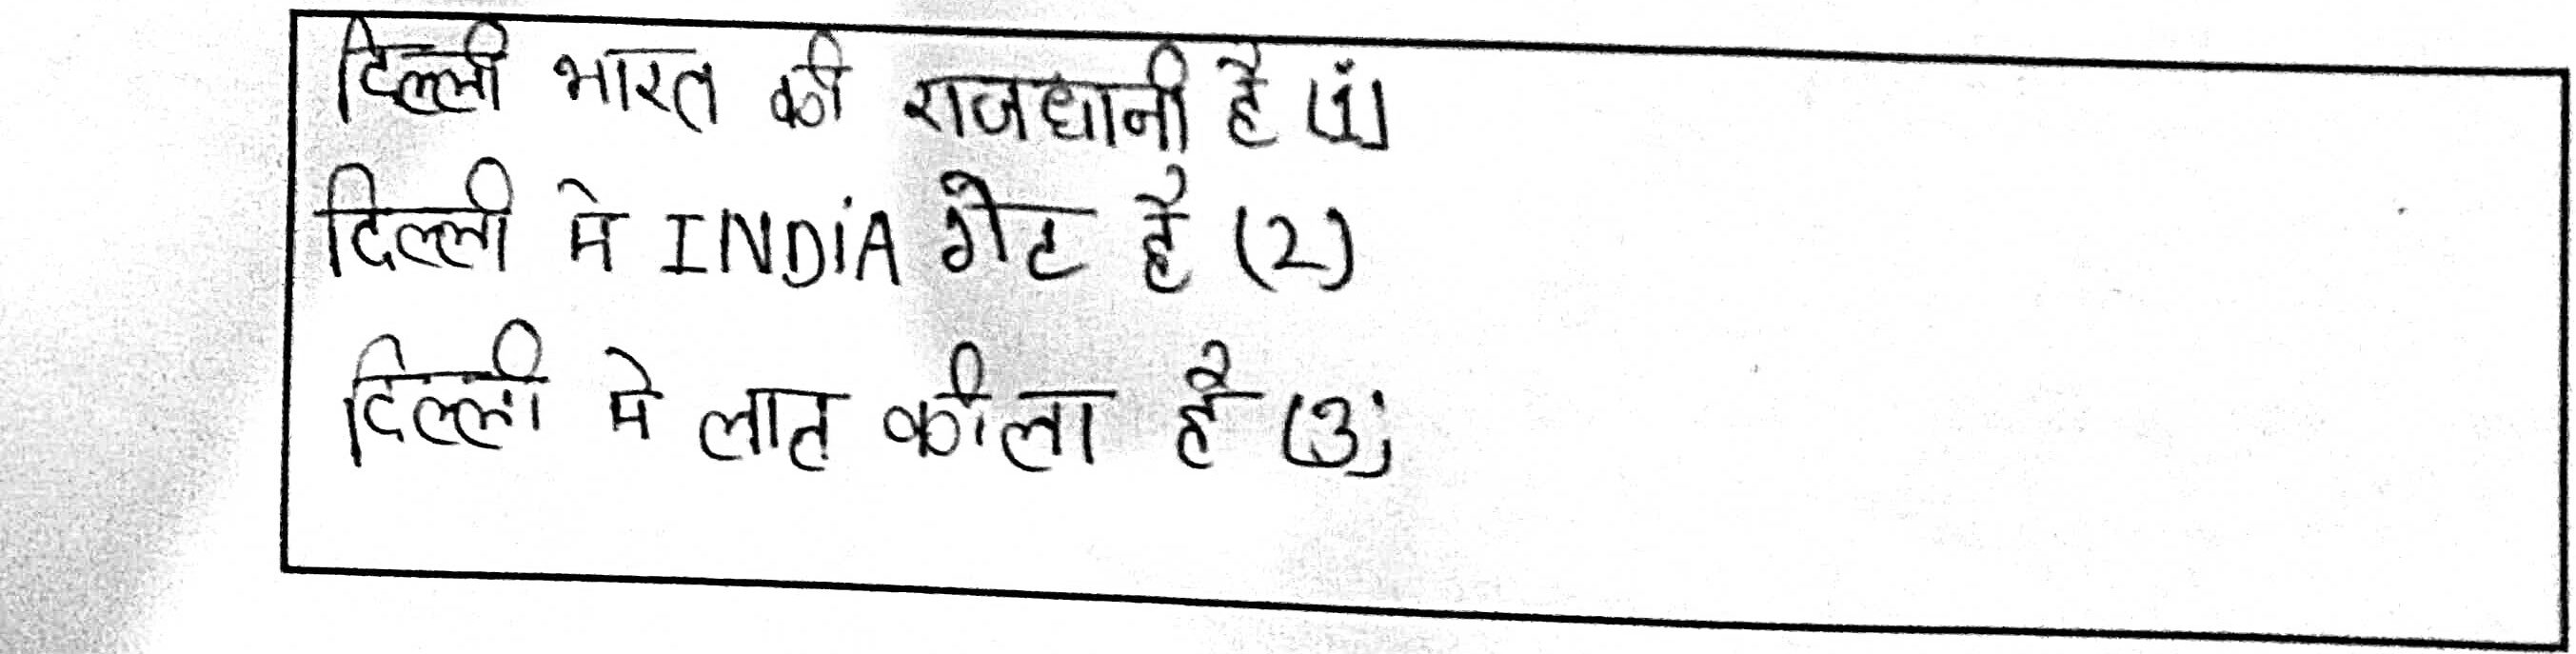 दिल्ली भारत की राजधानी है (1)
दिल्ली मे INDiA गेट है (2)
दिल्ली मे लाल कीला है (3)